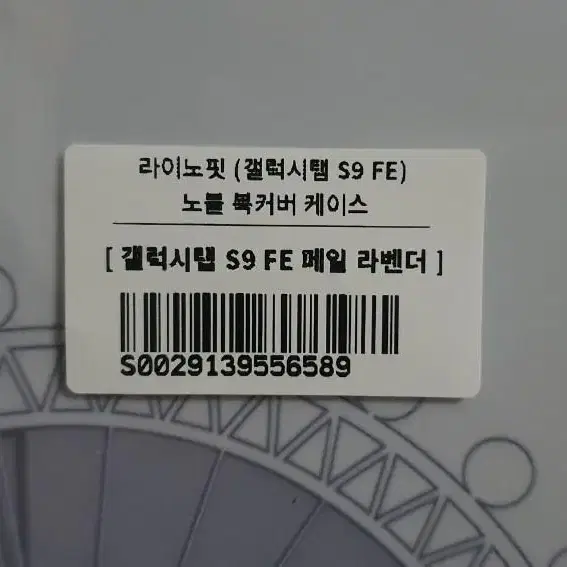 라이노핏 (갤럭시탭 S9 FE)
노블 북커버 케이스
[ 갤럭시탭 S9 FE 페일 라벤더 ]
S0029139556589